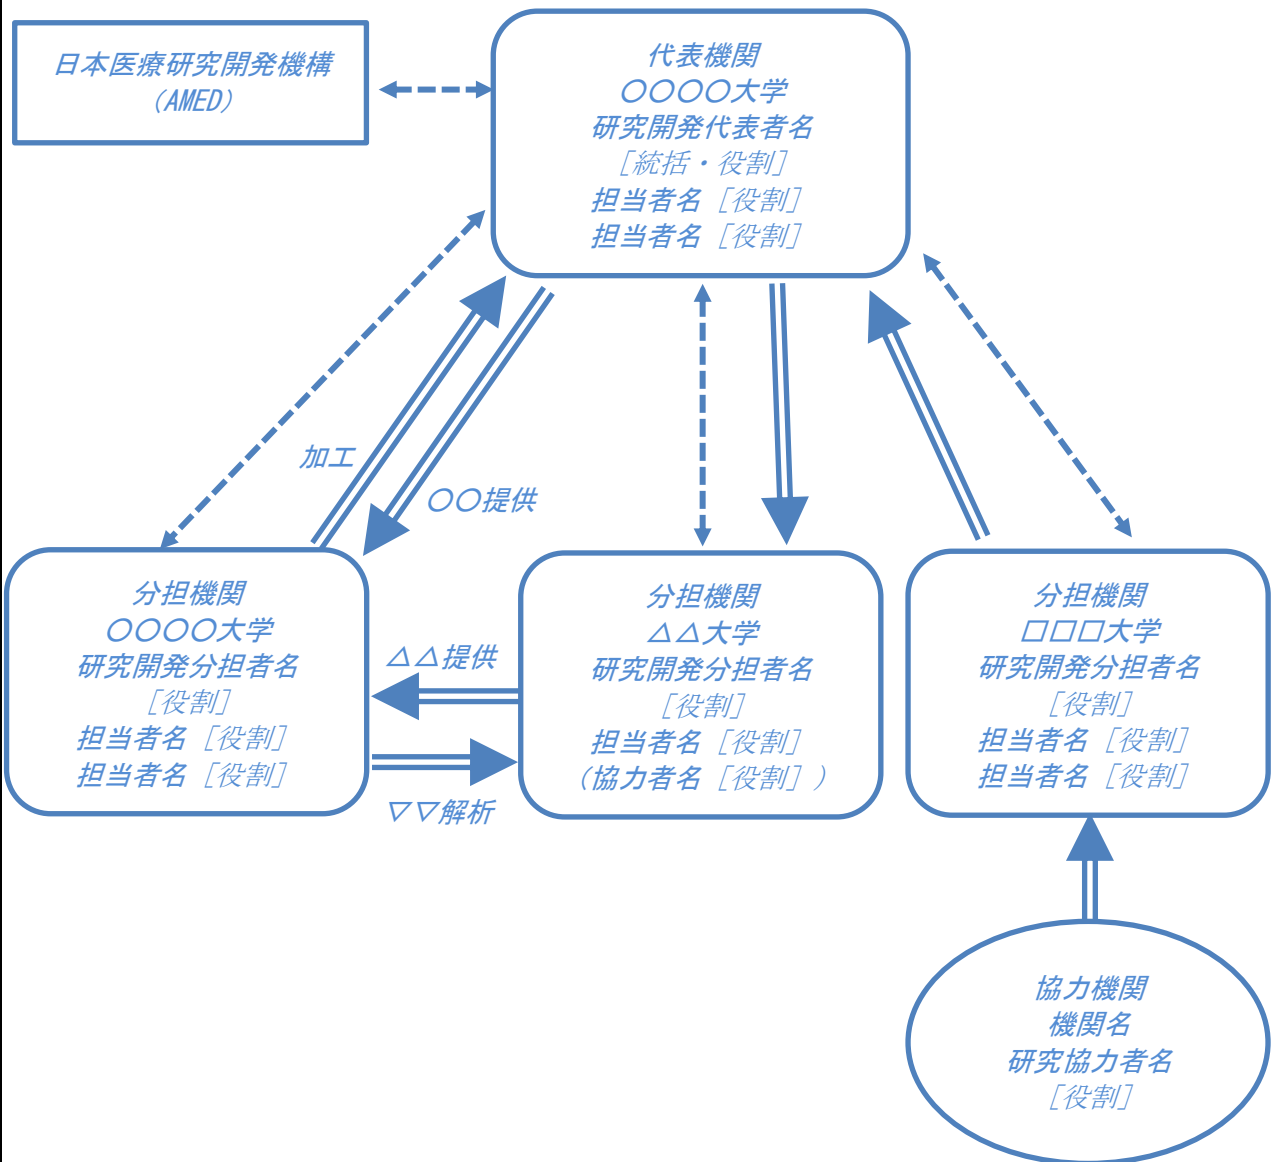 日本医療研究開発機構
（AMED）
代表機関
〇〇〇〇大学
研究開発代表者名
［統括・役割］
担当者名［役割］
担当者名［役割］
加工
〇〇提供
分担機関
〇〇〇〇大学
研究開発分担者名
［役割］
担当者名［役割］
担当者名［役割］
△△提供
▽▽解析
分担機関
△△大学
研究開発分担者名
［役割］
担当者名［役割］
（協力者名［役割］）
分担機関
□□□大学
研究開発分担者名
［役割］
担当者名［役割］
担当者名［役割］
協力機関
機関名
研究協力者名
［役割］